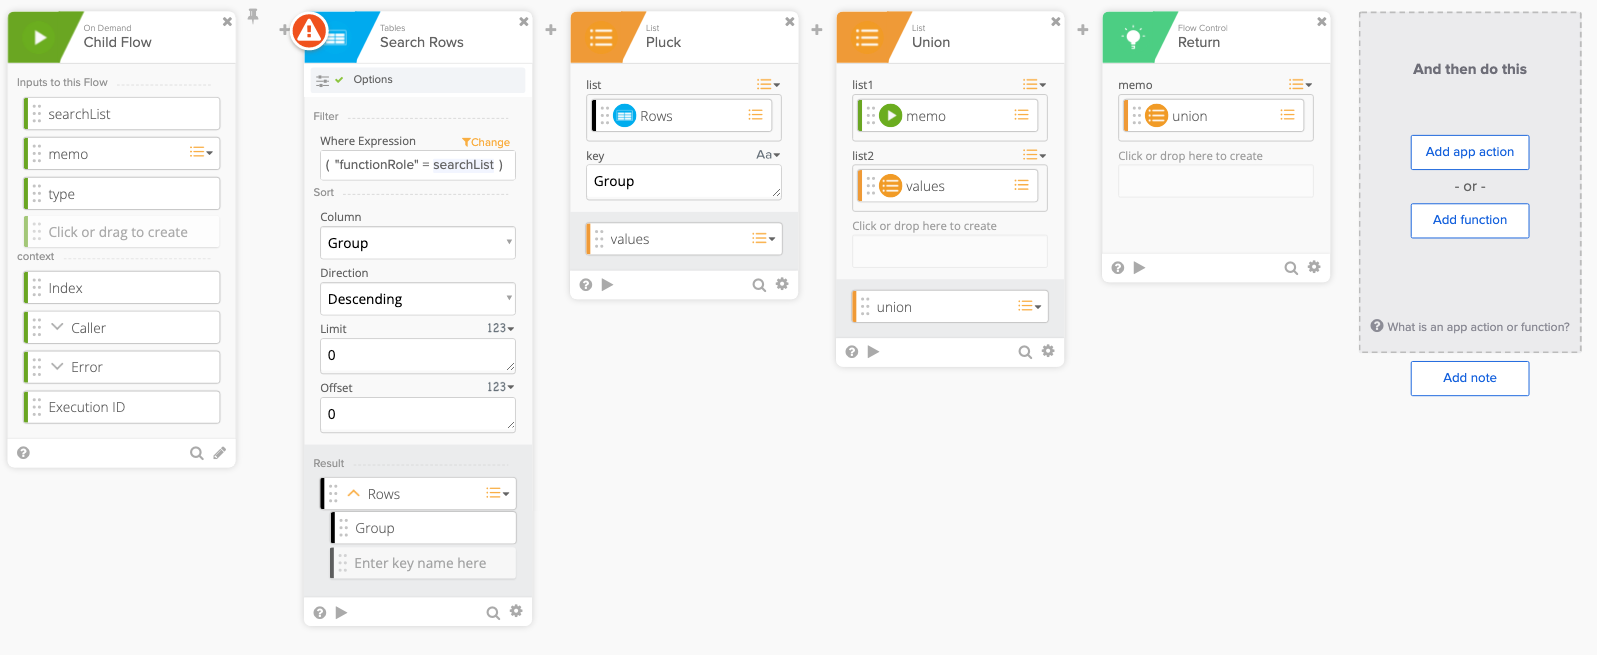 On Demand
Child Flow
Inputs to this Flow
searchList
memo
type
Click or drag to create
context
Index
Caller
Error
Execution ID
Tables
Search Rows
Options
Filter
Where Expression
Change
( "functionRole" = searchList )
Sort
Column
Group
Direction
Descending
Limit
123
0
Offset
123
0
Result
Rows
Group
Enter key name here
List
Pluck
list
Rows
key
Aa
Group
values
List
Union
list1
memo
list2
values
Click or drop here to create
union
Flow Control
Return
memo
union
Click or drop here to create
And then do this
Add app action
- or -
Add function
What is an app action or function?
Add note